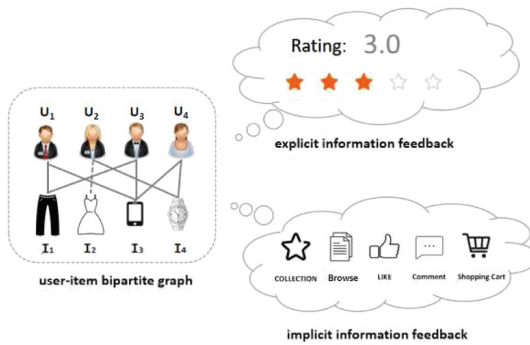 Rating: 3.0
explicit information feedback
U1 U2 U3 U4
I1 I2 I3 I4
user-item bipartite graph
COLLECTION Browse LIKE Comment Shopping Cart
implicit information feedback